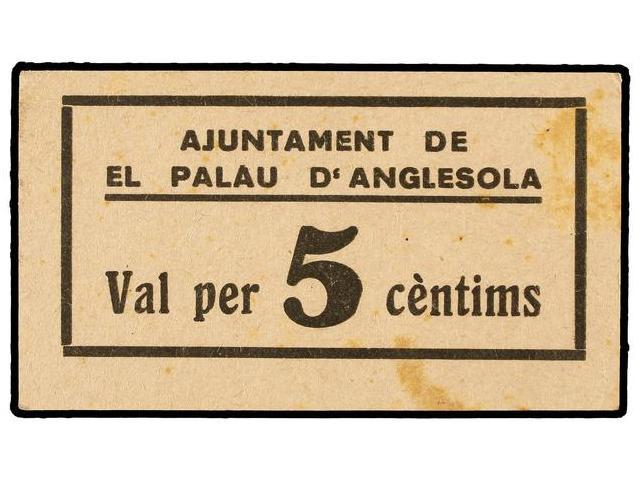 AJUNTAMENT DE
EL PALAU D'ANGLESOLA
Val per 5 cèntims